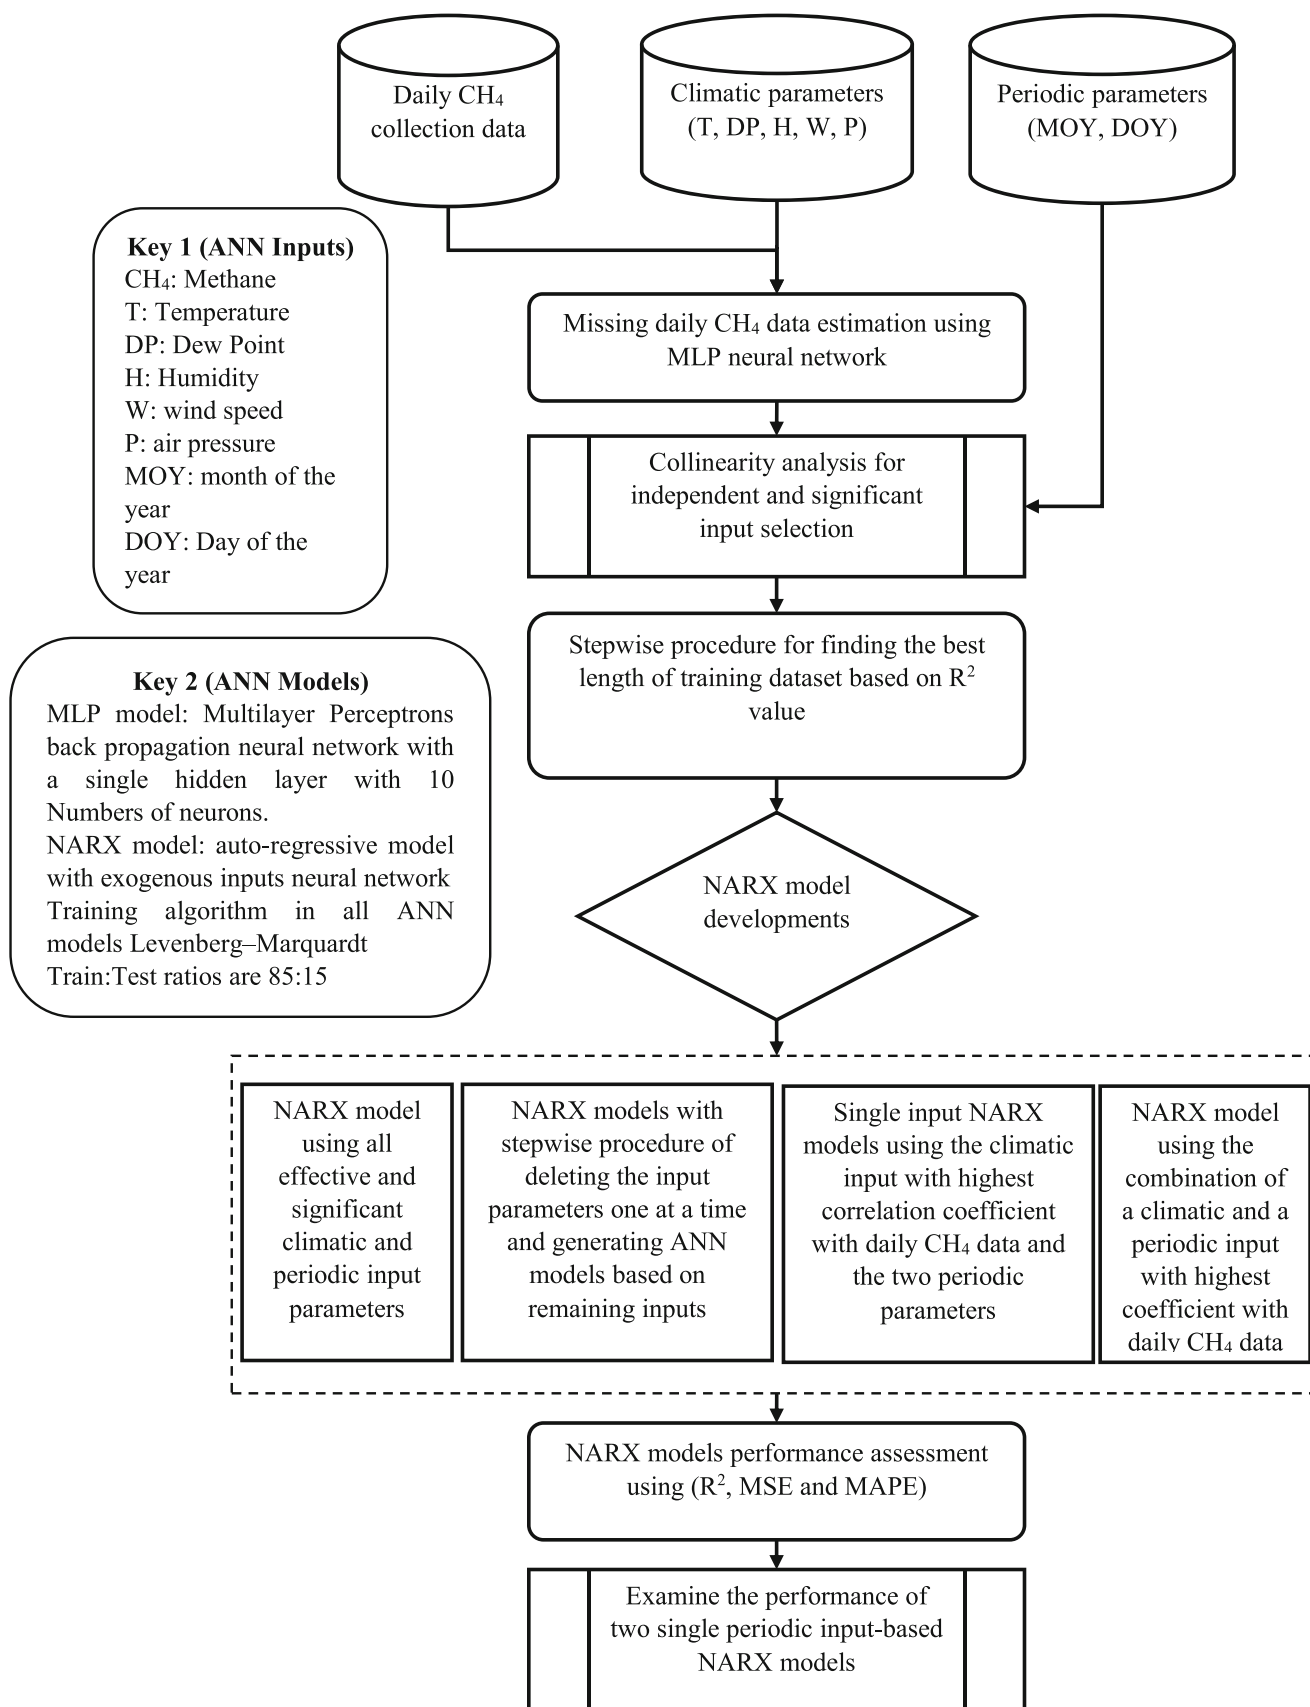 Daily CH₄
collection data
Climatic parameters
(T, DP, H, W, P)
Periodic parameters
(MOY, DOY)
Key 1 (ANN Inputs)
CH₄: Methane
T: Temperature
DP: Dew Point
H: Humidity
W: wind speed
P: air pressure
MOY: month of the
year
DOY: Day of the
year
Missing daily CH₄ data estimation using
MLP neural network
Collinearity analysis for
independent and significant
input selection
Stepwise procedure for finding the best
length of training dataset based on R²
value
Key 2 (ANN Models)
MLP model: Multilayer Perceptrons
back propagation neural network with
a single hidden layer with 10
Numbers of neurons.
NARX model: auto-regressive model
with exogenous inputs neural network
Training algorithm in all ANN
models Levenberg–Marquardt
Train:Test ratios are 85:15
NARX model
developments
NARX model
using all
effective and
significant
climatic and
periodic input
parameters
NARX models with
stepwise procedure of
deleting the input
parameters one at a time
and generating ANN
models based on
remaining inputs
Single input NARX
models using the climatic
input with highest
correlation coefficient
with daily CH₄ data and
the two periodic
parameters
NARX model
using the
combination of
a climatic and a
periodic input
with highest
coefficient with
daily CH₄ data
NARX models performance assessment
using (R², MSE and MAPE)
Examine the performance of
two single periodic input-based
NARX models